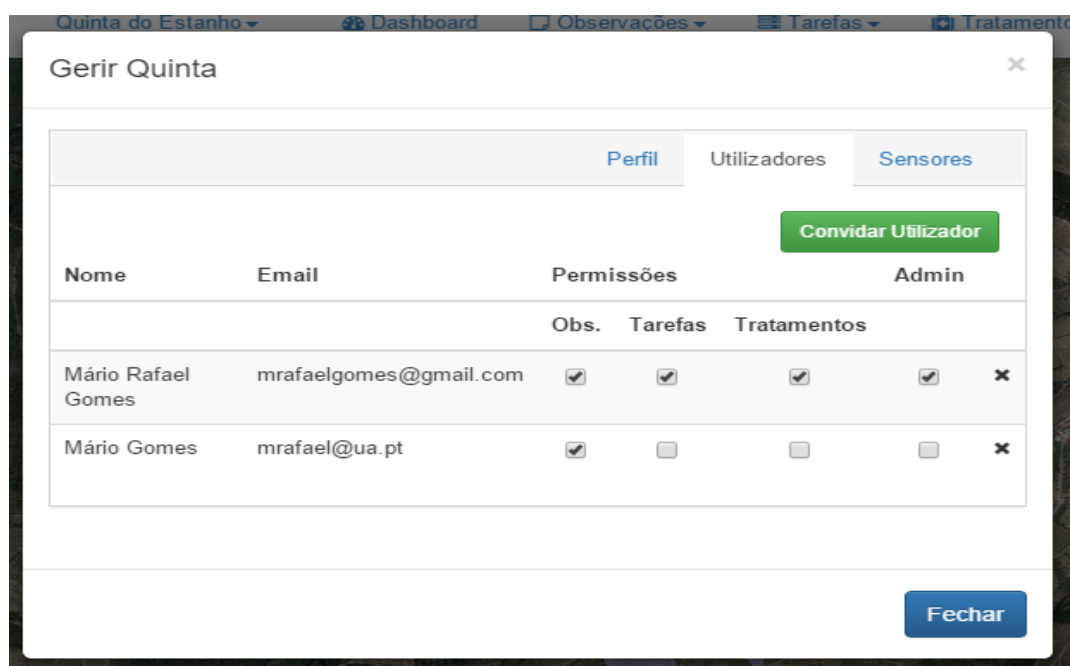 Quinta do Estanho Dashboard Observações Tarefas Tratamento
Gerir Quinta ×
Perfil Utilizadores Sensores
Convidar Utilizador
Nome Email Permissões Admin
Obs. Tarefas Tratamentos
Mário Rafael mrafaelgomes@gmail.com
Gomes
Mário Gomes mrafael@ua.pt
Fechar